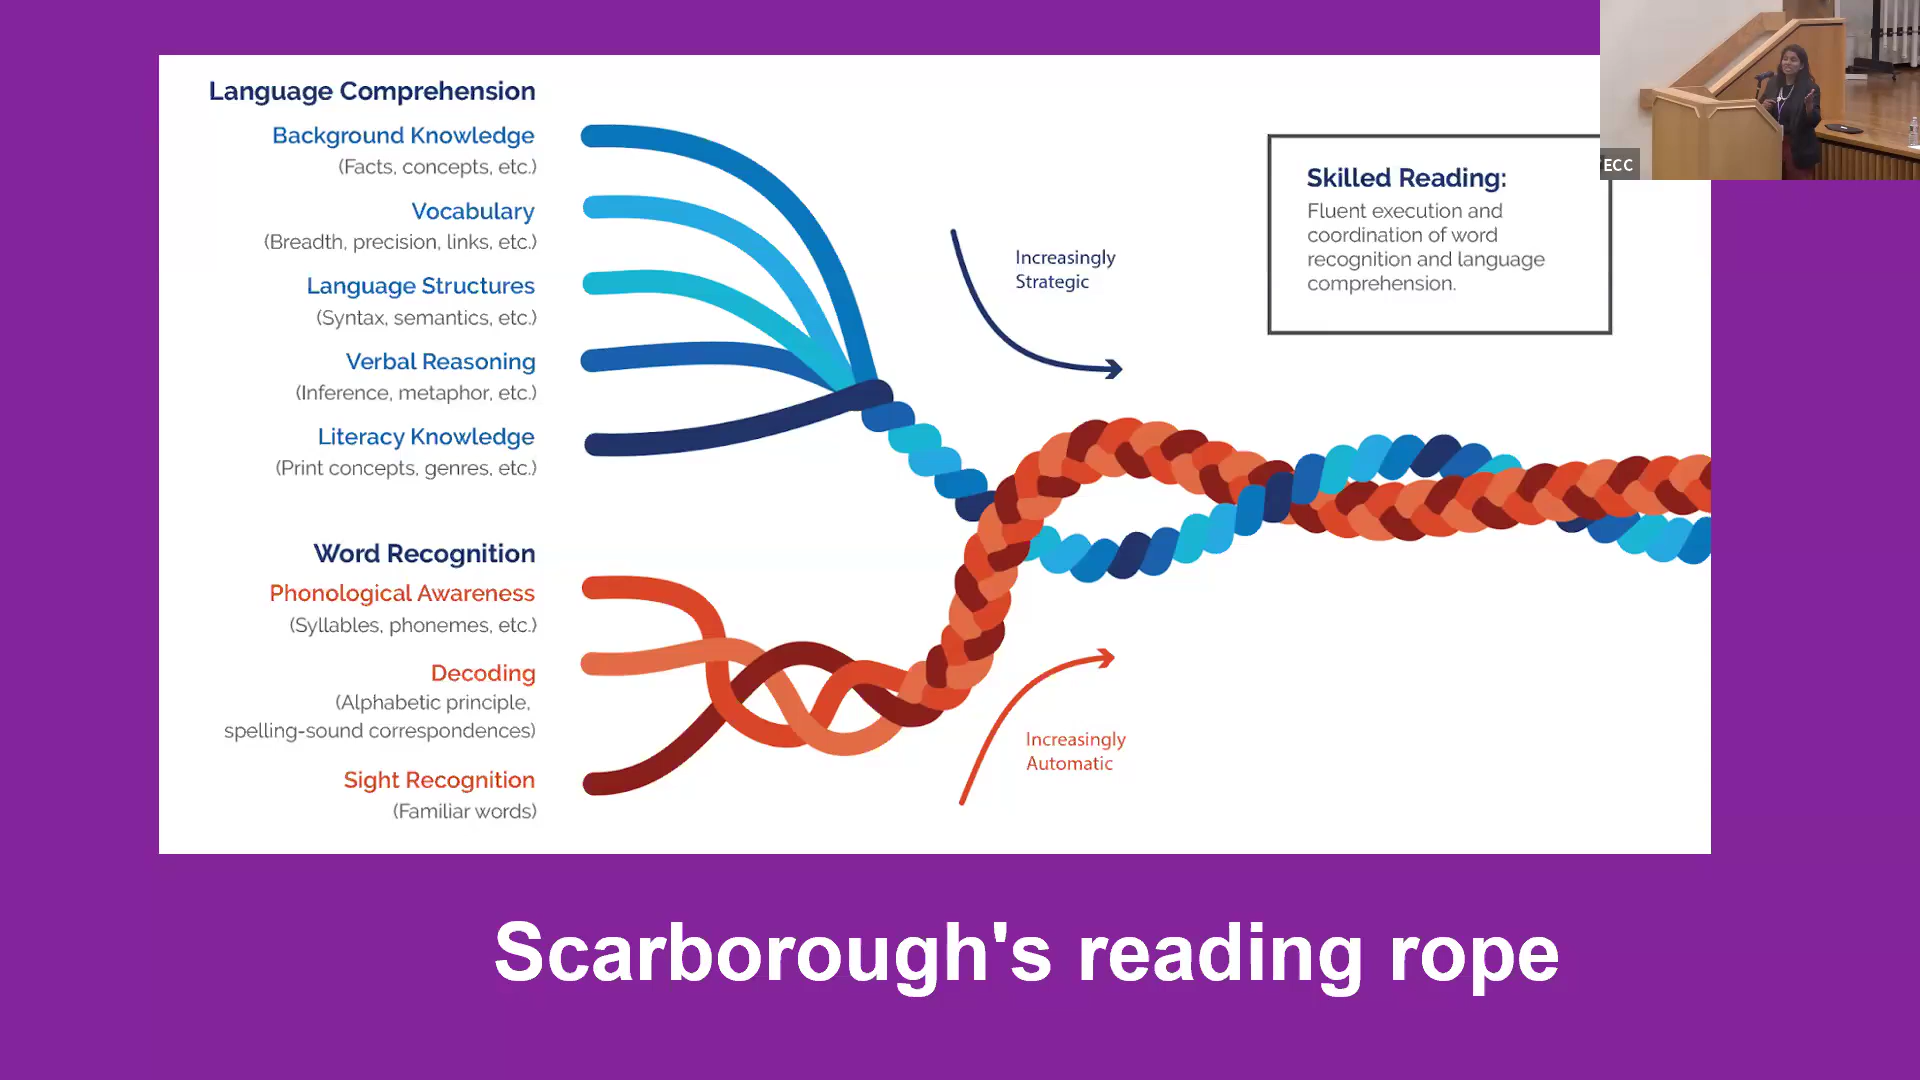 Language Comprehension
Background Knowledge
(Facts, concepts, etc.)
Vocabulary
(Breadth, precision, links, etc.)
Language Structures
(Syntax, semantics, etc.)
Verbal Reasoning
(Inference, metaphor, etc.)
Literacy Knowledge
(Print concepts, genres, etc.)
Word Recognition
Phonological Awareness
(Syllables, phonemes, etc.)
Decoding
(Alphabetic principle,
spelling-sound correspondences)
Sight Recognition
(Familiar words)
Increasingly
Strategic
Increasingly
Automatic
Skilled Reading:
Fluent execution and
coordination of word
recognition and language
comprehension.
ECC
Scarborough's reading rope